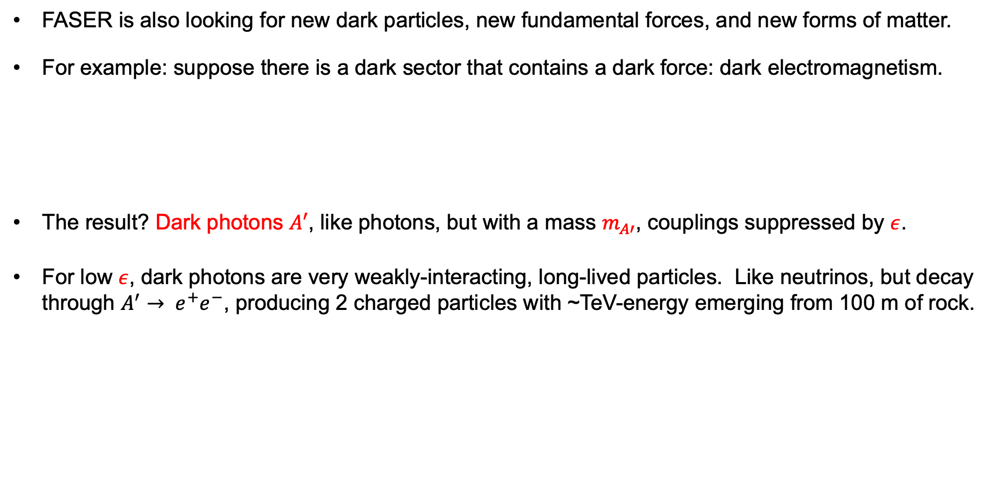 • FASER is also looking for new dark particles, new fundamental forces, and new forms of matter.
• For example: suppose there is a dark sector that contains a dark force: dark electromagnetism.
• The result? Dark photons A′, like photons, but with a mass m_A′, couplings suppressed by ϵ.
• For low ϵ, dark photons are very weakly-interacting, long-lived particles.  Like neutrinos, but decay
through A′ → e⁺e⁻, producing 2 charged particles with ~TeV-energy emerging from 100 m of rock.